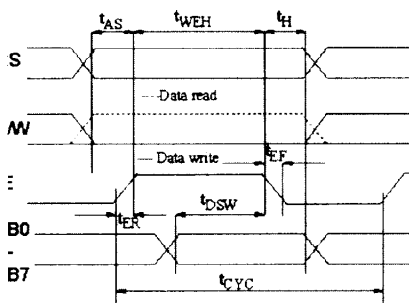 tAS tWEH tH
S
Data read
W
Data write
tEF
E
tER
tDSW
B0
-
B7
tCYC